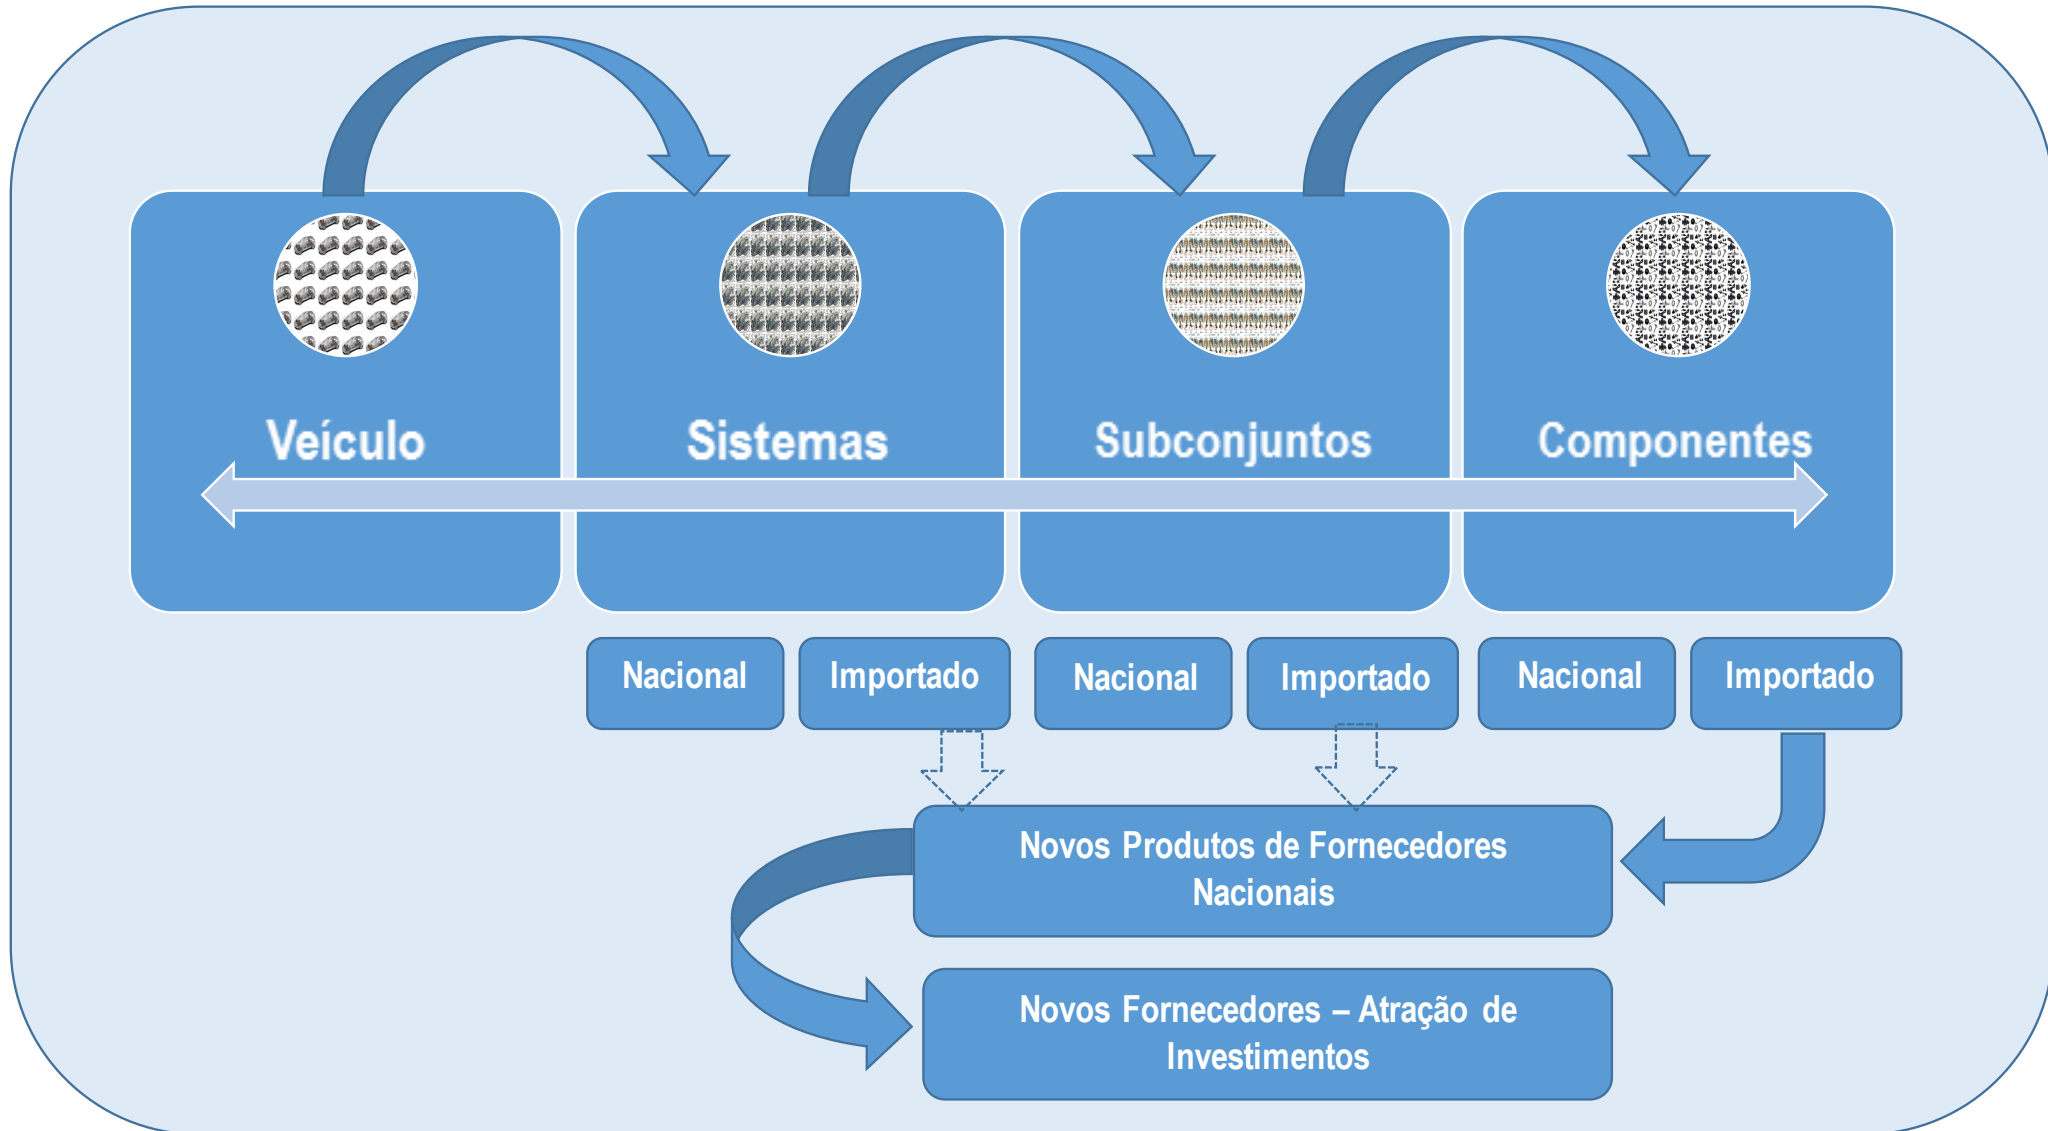 Veículo
Sistemas
Subconjuntos
Componentes
Nacional
Importado
Nacional
Importado
Nacional
Importado
Novos Produtos de Fornecedores
Nacionais
Novos Fornecedores – Atração de
Investimentos